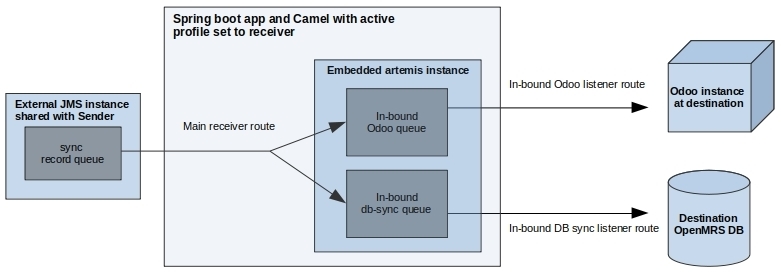 Spring boot app and Camel with active
profile set to receiver
External JMS instance
shared with Sender
sync
record queue
Main receiver route
Embedded artemis instance
In-bound
Odoo queue
In-bound
db-sync queue
In-bound Odoo listener route
Odoo instance
at destination
In-bound DB sync listener route
Destination
OpenMRS DB